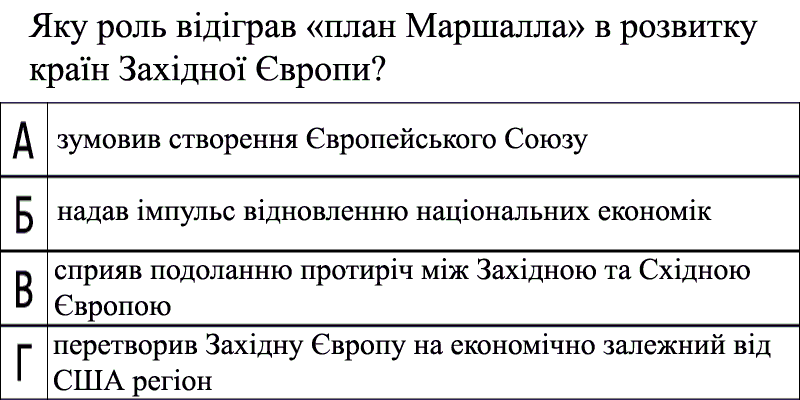 Яку роль відіграв «план Маршалла» в розвитку
країн Західної Європи?
А зумовив створення Європейського Союзу
Б надав імпульс відновленню національних економік
В сприяв подоланню протиріч між Західною та Східною
Європою
Г перетворив Західну Європу на економічно залежний від
США регіон